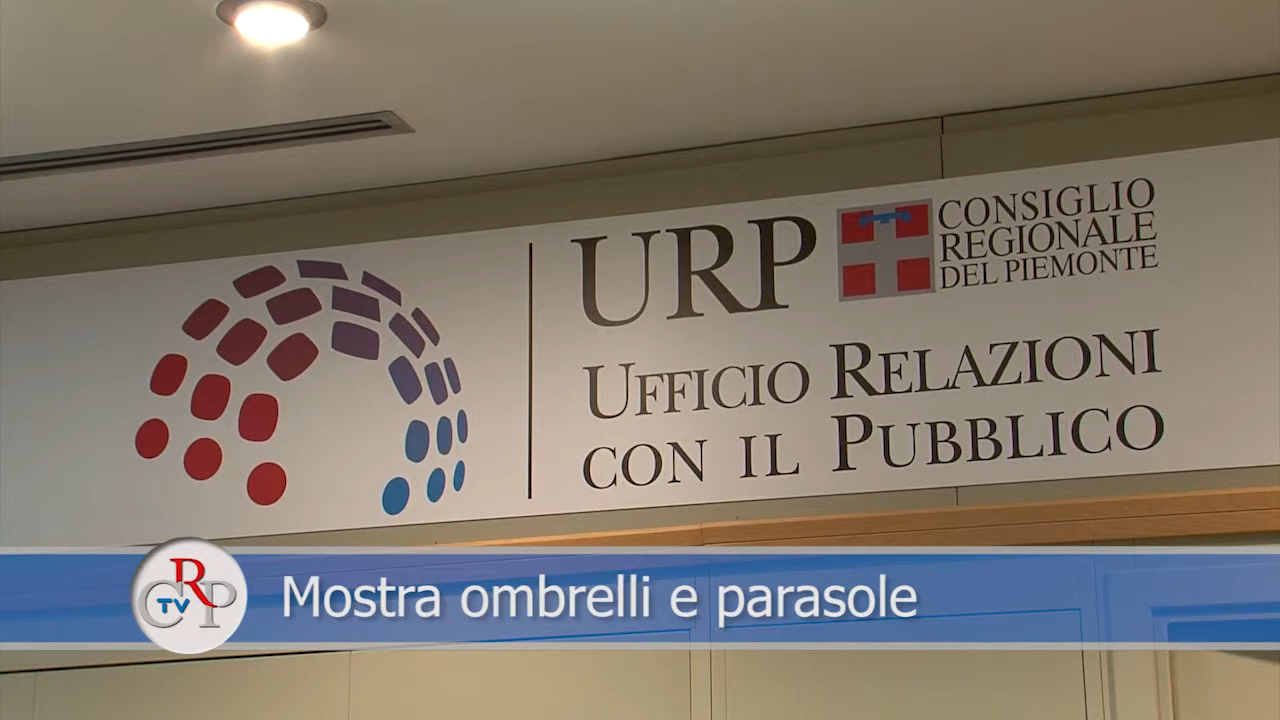 URP
CONSIGLIO
REGIONALE
DEL PIEMONTE
UFFICIO RELAZIONI
CON IL PUBBLICO
CRP
TV
Mostra ombrelli e parasole